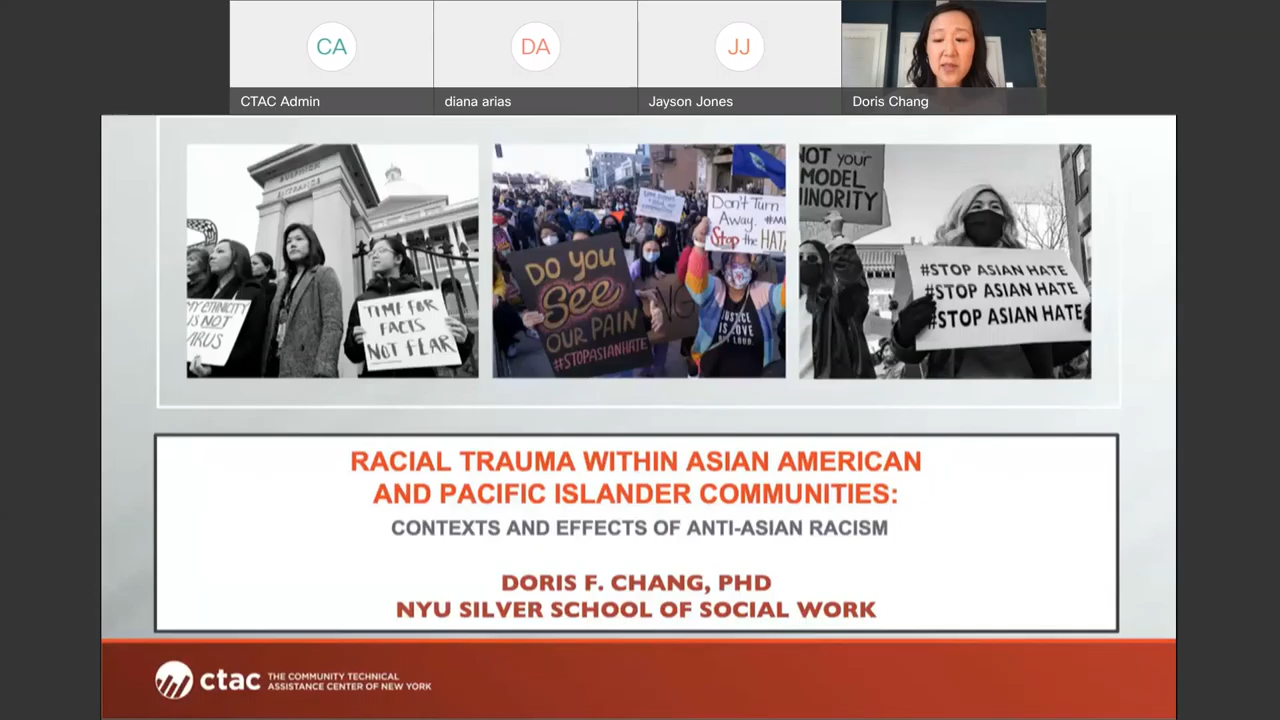 CA
DA
JJ
CTAC Admin
diana arias
Jayson Jones
Doris Chang
BULFINCH
ENTRANCE
MY ETHNICITY
IS NOT
VIRUS
TIME FOR
FACTS
NOT FEAR
DO YOU
See
OUR PAIN
#STOPASIANHATE
Don't Turn
Away.
Stop the HAT
JUSTICE
IS LOVE
OUT LOUD.
NOT your
MODEL
MINORITY
#STOP ASIAN HATE
#STOP ASIAN HATE
#STOP ASIAN HATE
RACIAL TRAUMA WITHIN ASIAN AMERICAN
AND PACIFIC ISLANDER COMMUNITIES:
CONTEXTS AND EFFECTS OF ANTI-ASIAN RACISM
DORIS F. CHANG, PHD
NYU SILVER SCHOOL OF SOCIAL WORK
ctac
THE COMMUNITY TECHNICAL
ASSISTANCE CENTER OF NEW YORK